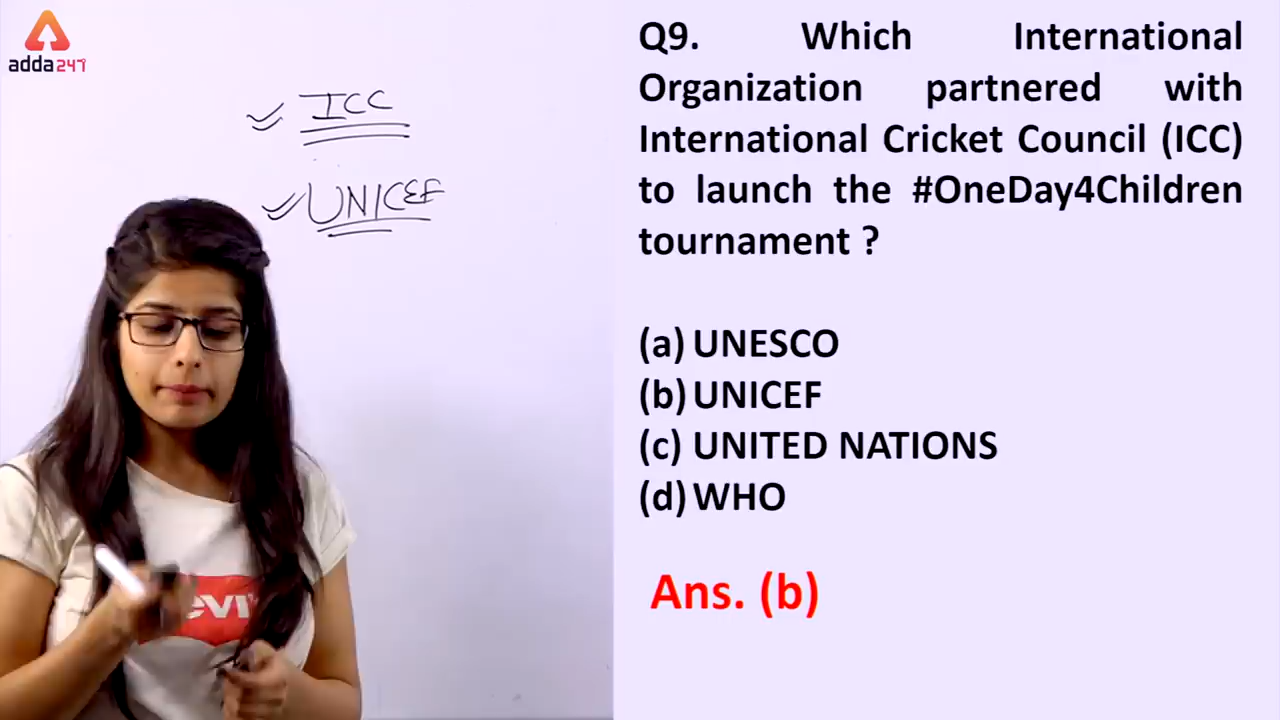 adda247
ICC
UNICEF
Q9. Which International
Organization partnered with
International Cricket Council (ICC)
to launch the #OneDay4Children
tournament ?
(a) UNESCO
(b) UNICEF
(c) UNITED NATIONS
(d) WHO
Ans. (b)